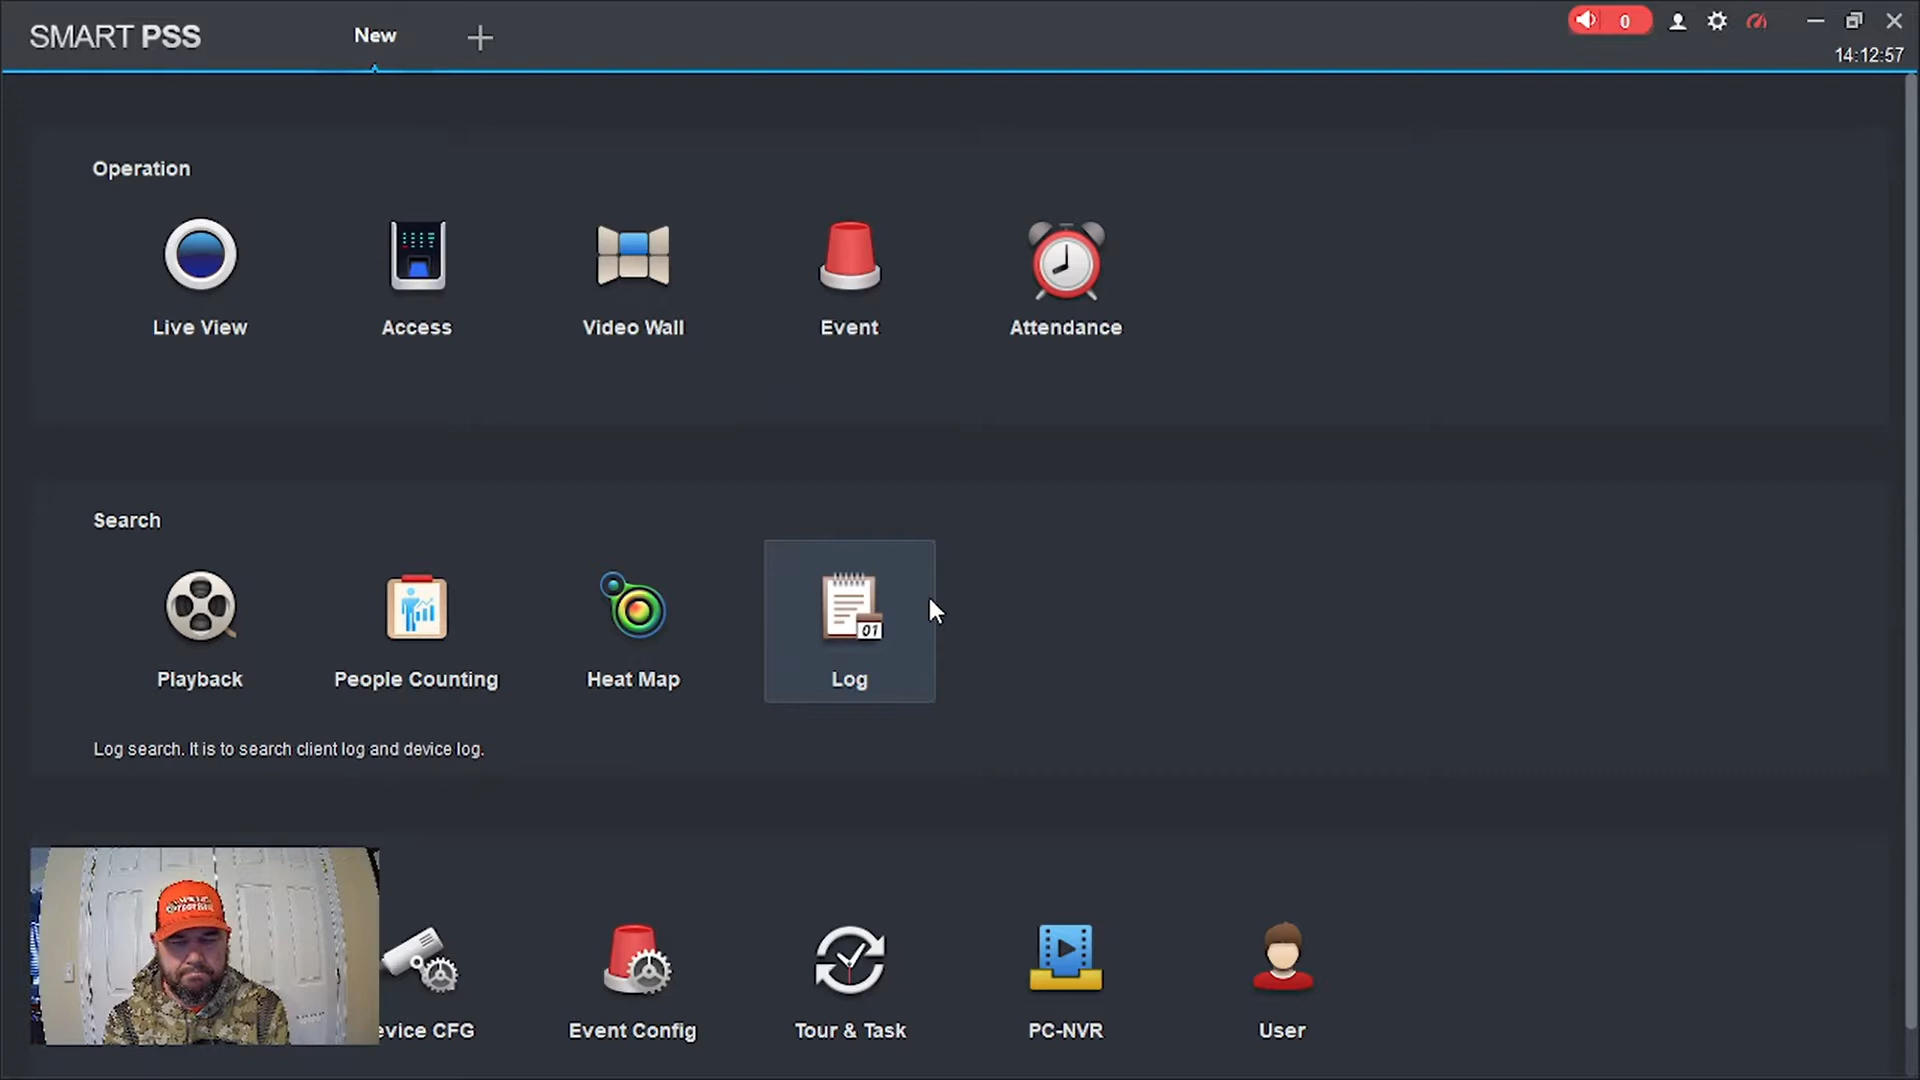 SMART PSS
New
0
14:12:57
Operation
Live View
Access
Video Wall
Event
Attendance
Search
01
Playback
People Counting
Heat Map
Log
Log search. It is to search client log and device log.
evice CFG
Event Config
Tour & Task
PC-NVR
User